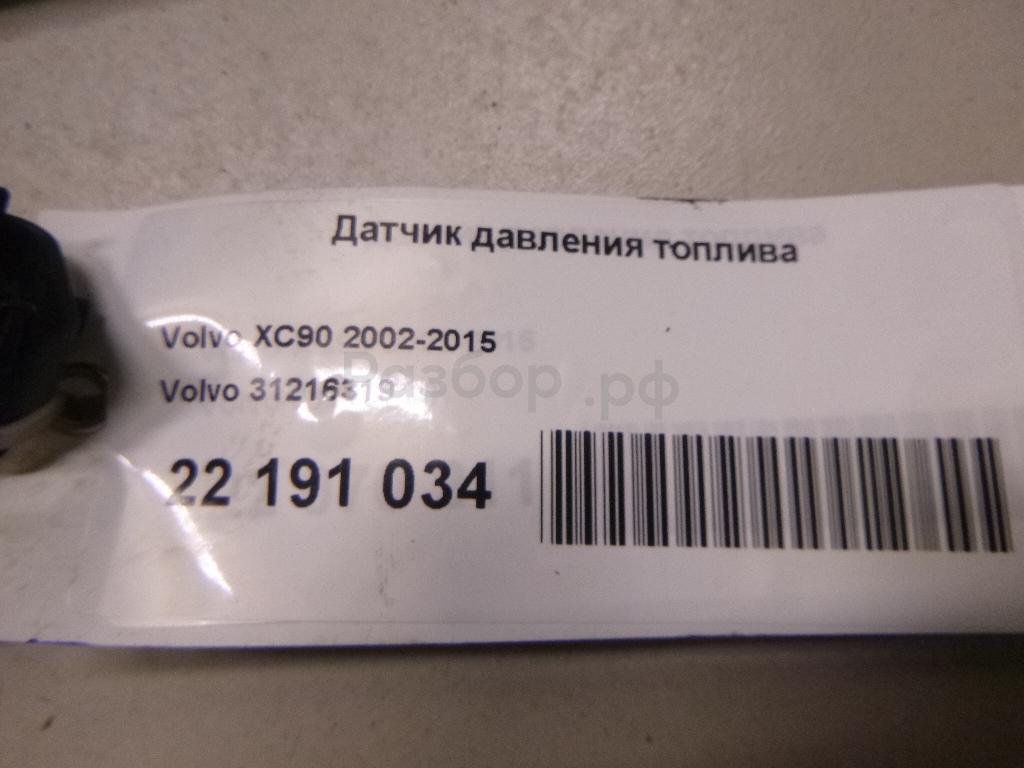 Датчик давления топлива
Volvo XC90 2002-2015
Volvo 31216319
Разбор.рф
22 191 034